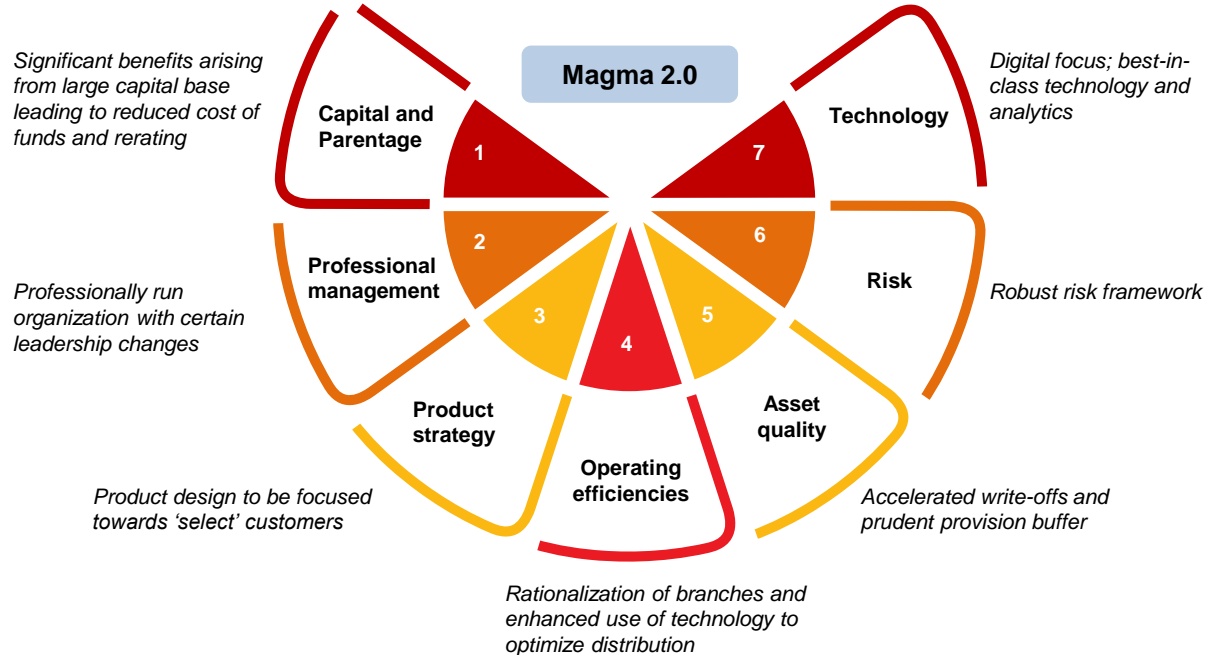 Magma 2.0
Significant benefits arising
from large capital base
leading to reduced cost of
funds and rerating
Capital and
Parentage
1
Professionally run
organization with certain
leadership changes
Professional
management
2
Product design to be focused
towards ‘select’ customers
Product
strategy
3
Rationalization of branches and
enhanced use of technology to
optimize distribution
Operating
efficiencies
4
Accelerated write-offs and
prudent provision buffer
Asset
quality
5
Robust risk framework
Risk
6
Digital focus; best-in-
class technology and
analytics
Technology
7